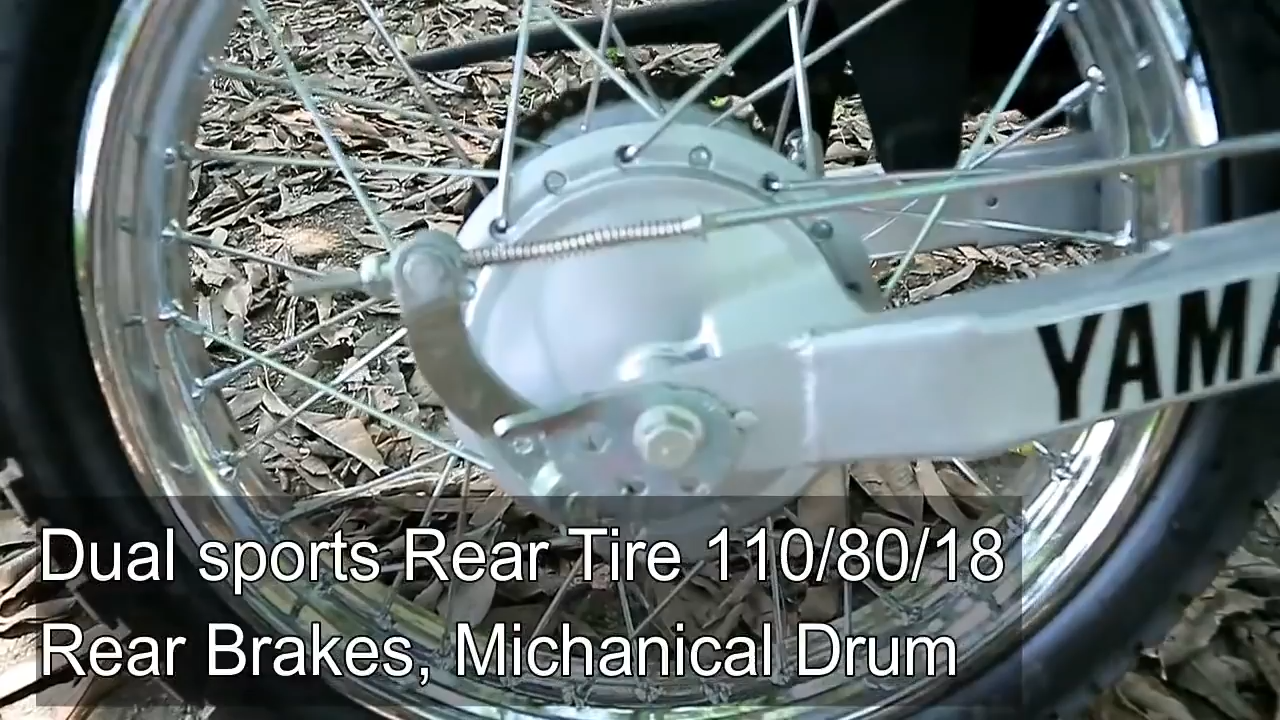 YAMA
Dual sports Rear Tire 110/80/18
Rear Brakes, Michanical Drum